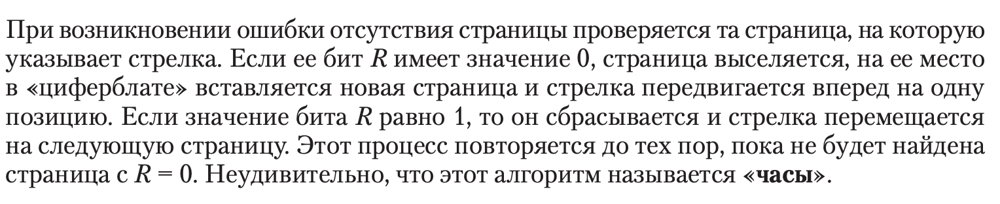 При возникновении ошибки отсутствия страницы проверяется та страница, на которую
указывает стрелка. Если ее бит R имеет значение 0, страница выселяется, на ее место
в «циферблате» вставляется новая страница и стрелка передвигается вперед на одну
позицию. Если значение бита R равно 1, то он сбрасывается и стрелка перемещается
на следующую страницу. Этот процесс повторяется до тех пор, пока не будет найдена
страница с R = 0. Неудивительно, что этот алгоритм называется «часы».